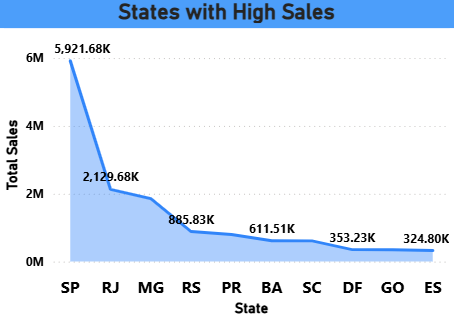 States with High Sales
Total Sales
6M
4M
2M
0M
5,921.68K
2,129.68K
885.83K
611.51K
353.23K
324.80K
SP RJ MG RS PR BA SC DF GO ES
State